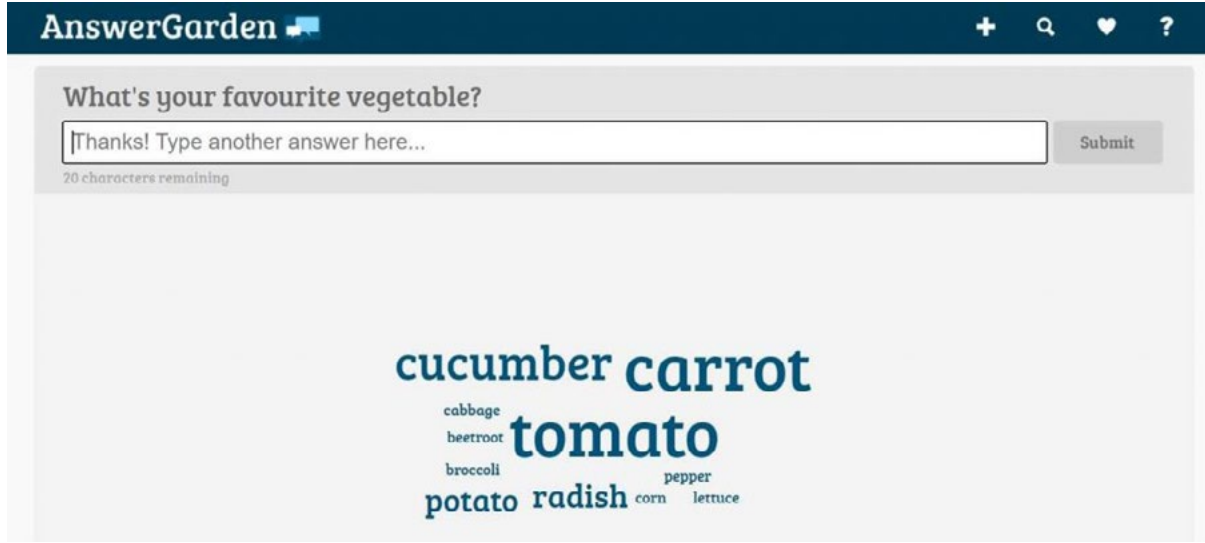 AnswerGarden
What's your favourite vegetable?
Thanks! Type another answer here...
Submit
20 characters remaining
cucumber carrot
cabbage
beetroot tomato
broccoli
pepper
potato radish corn lettuce